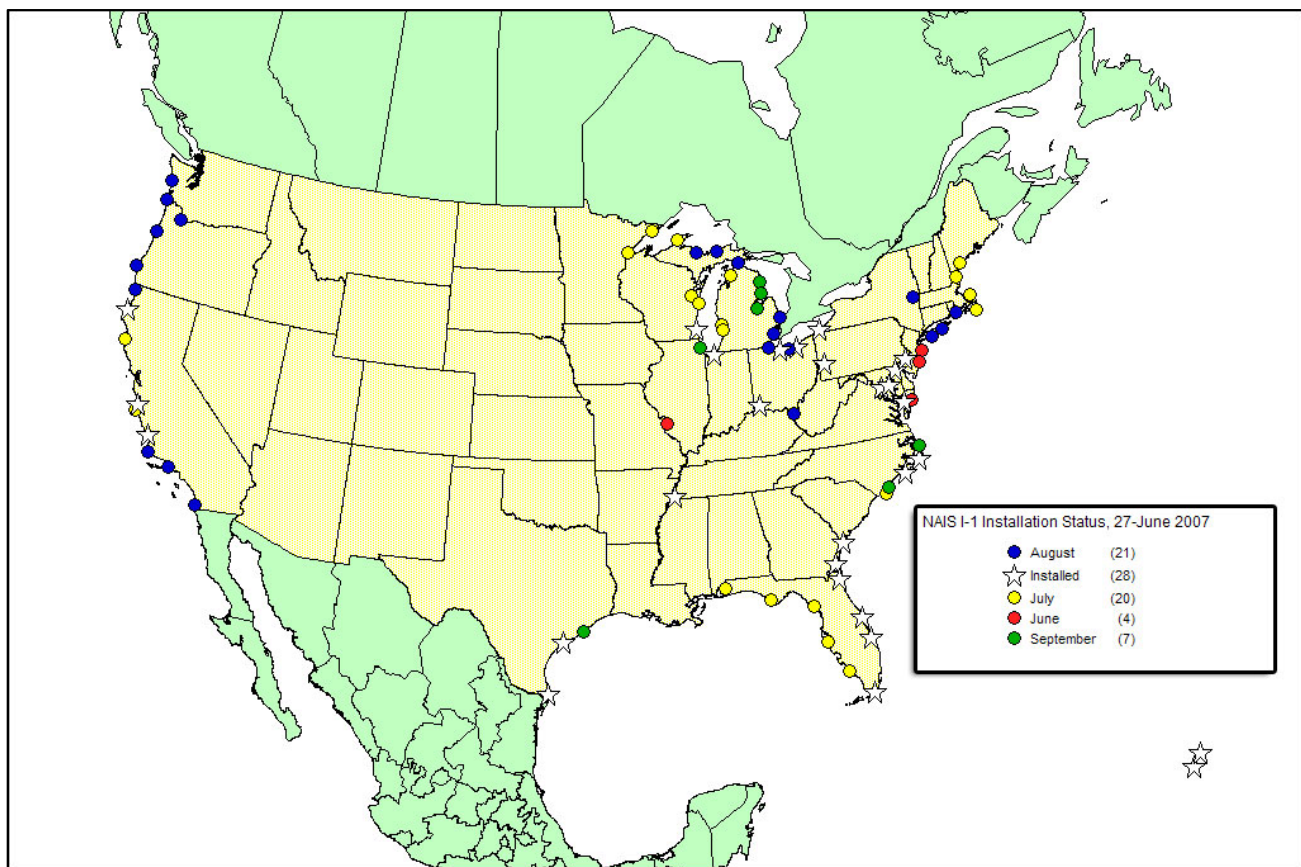 NAIS I-1 Installation Status, 27-June 2007
August (21)
Installed (28)
July (20)
June (4)
September (7)